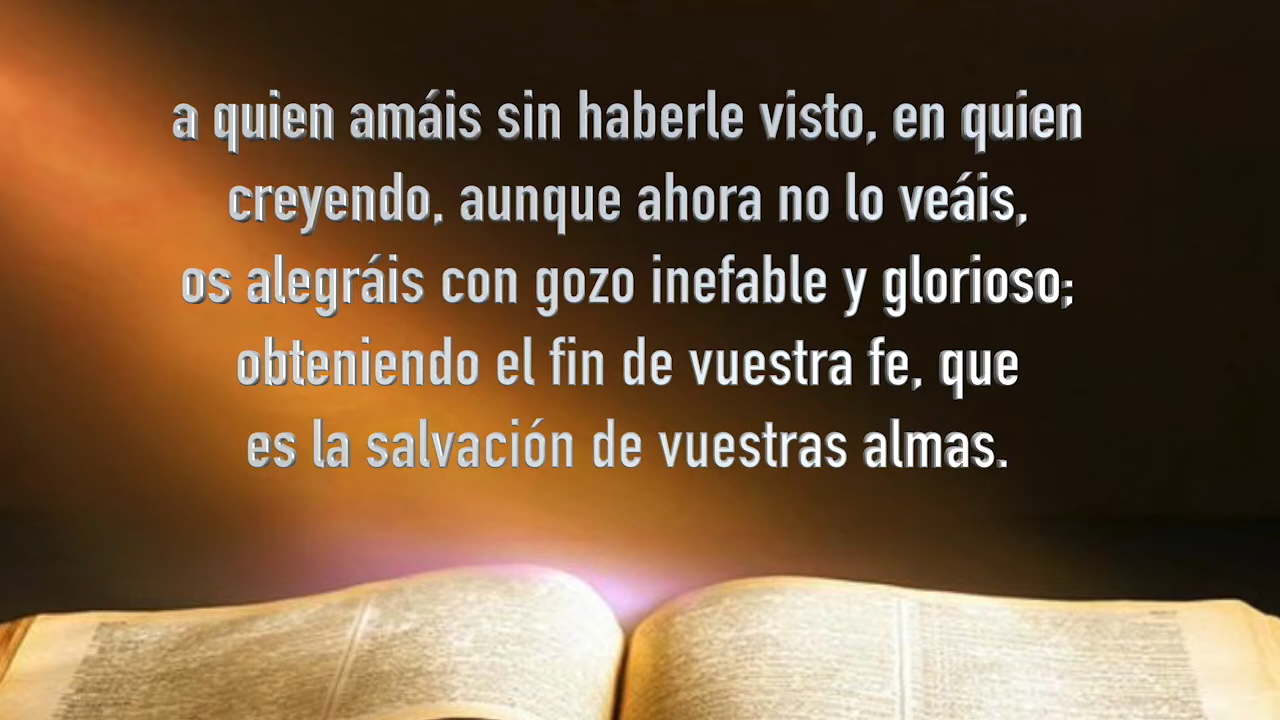 a quien amáis sin haberle visto, en quien
creyendo, aunque ahora no lo veáis,
os alegráis con gozo inefable y glorioso;
obteniendo el fin de vuestra fe, que
es la salvación de vuestras almas.